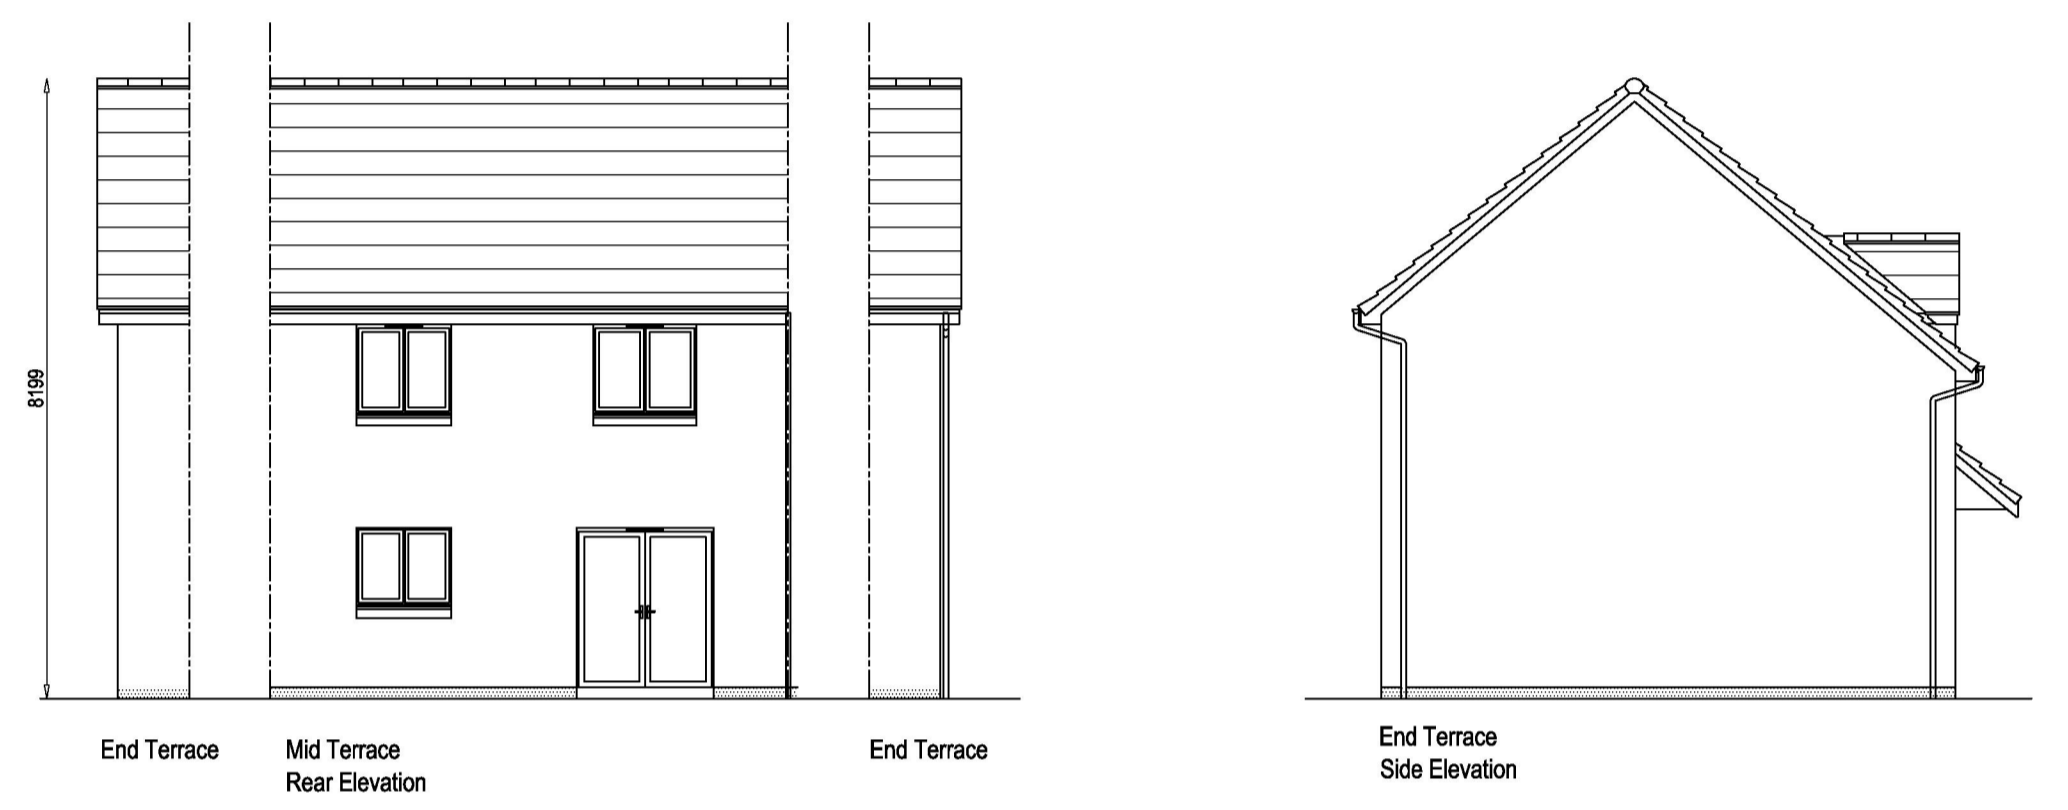 8199
End Terrace
Mid Terrace
Rear Elevation
End Terrace
End Terrace
Side Elevation